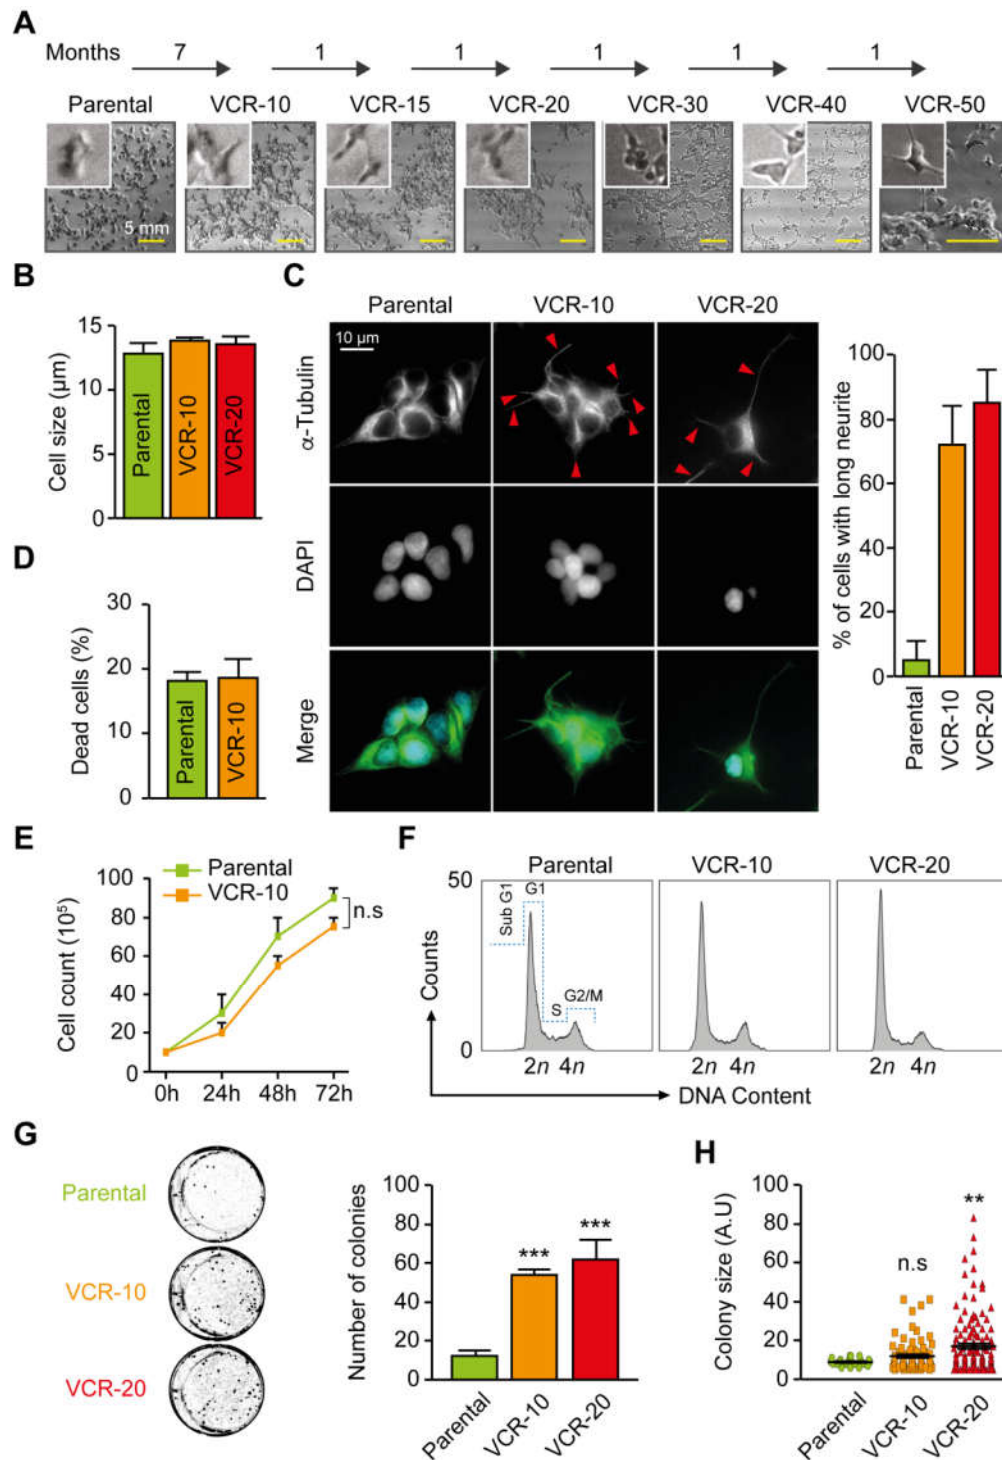 A
Months 7 1 1 1 1 1
Parental VCR-10 VCR-15 VCR-20 VCR-30 VCR-40 VCR-50
5 mm
B
Cell size (µm)
15
10
5
0
Parental
VCR-10
VCR-20
C
Parental VCR-10 VCR-20
10 µm
α-Tubulin
DAPI
Merge
% of cells with long neurite
100
80
60
40
20
0
Parental
VCR-10
VCR-20
D
Dead cells (%)
30
20
10
0
Parental
VCR-10
E
Parental
VCR-10
n.s
Cell count (10⁵)
100
80
60
40
20
0h 24h 48h 72h
F
Parental VCR-10 VCR-20
50
Counts
0
Sub G1
G1
S
G2/M
2n 4n 2n 4n 2n 4n
DNA Content
G
Parental
VCR-10
VCR-20
Number of colonies
100
80
60
40
20
0
***
***
Parental
VCR-10
VCR-20
H
Colony size (A.U)
100
80
60
40
20
0
n.s
**
Parental
VCR-10
VCR-20